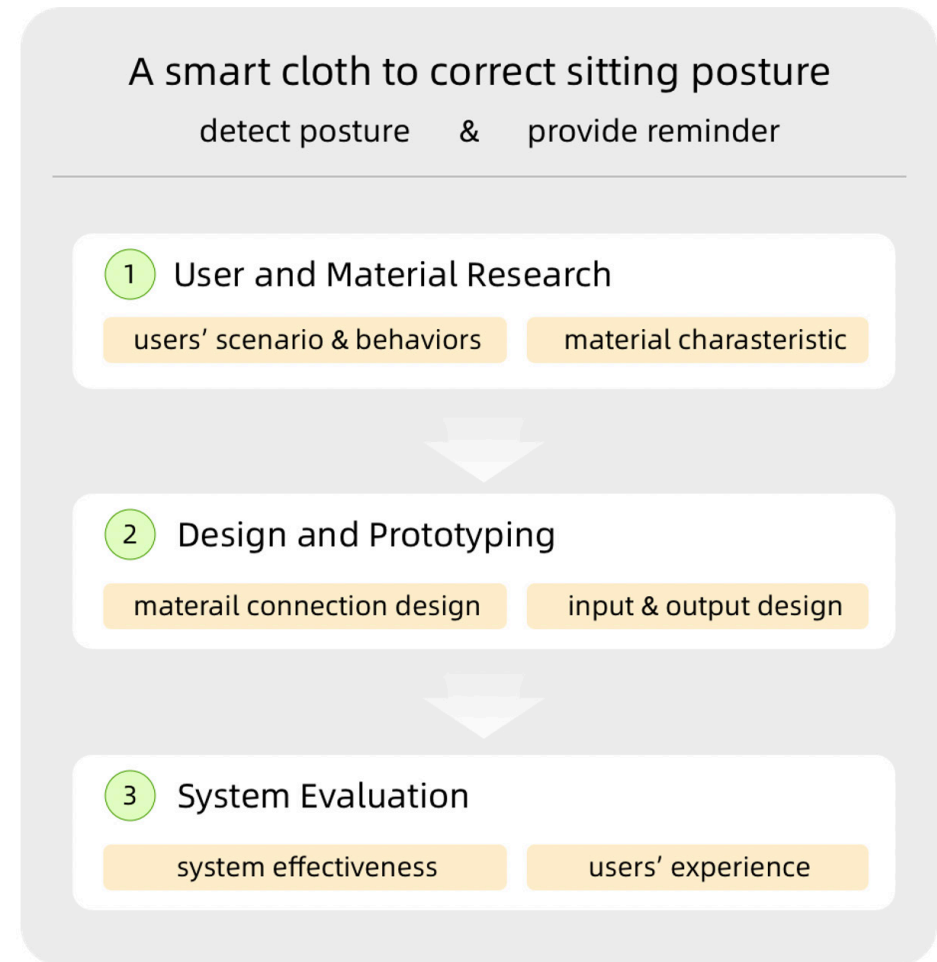 A smart cloth to correct sitting posture
detect posture & provide reminder
1 User and Material Research
users’ scenario & behaviors material charasteristic
2 Design and Prototyping
materail connection design input & output design
3 System Evaluation
system effectiveness users’ experience